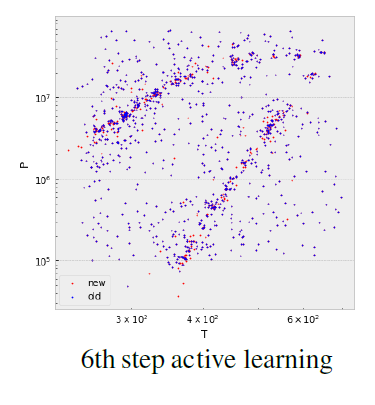 10⁷
10⁶
10⁵
P
new
old
3 × 10² 4 × 10² 6 × 10²
T
6th step active learning